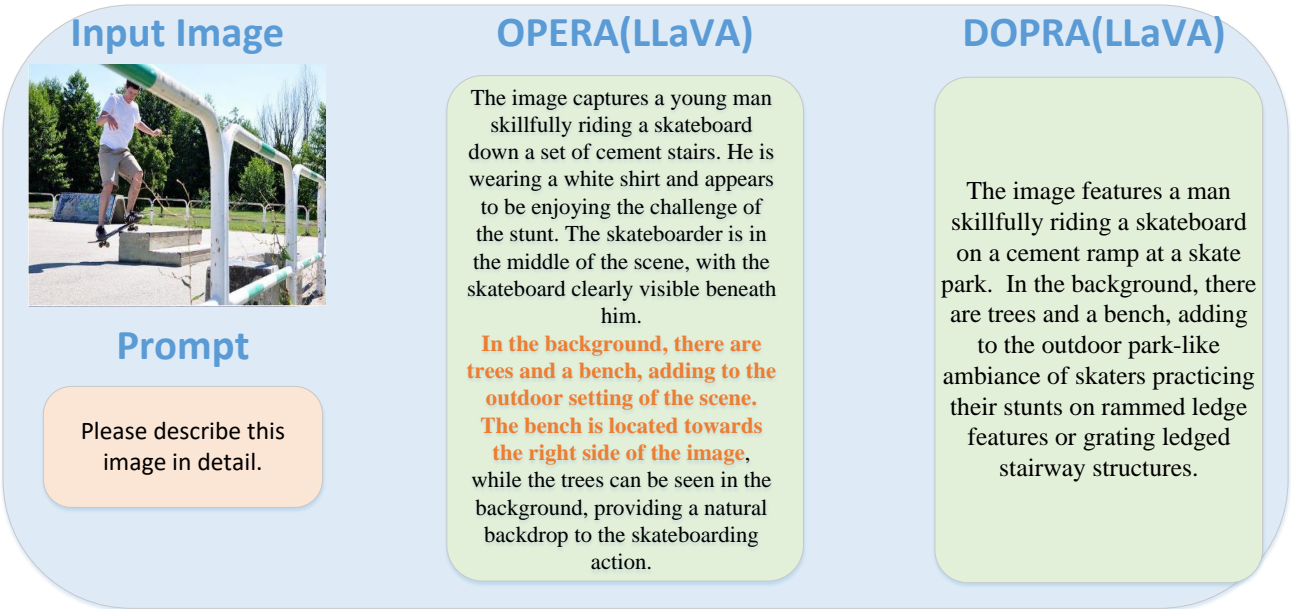 Input Image
Prompt
Please describe this
image in detail.
OPERA(LLaVA)
The image captures a young man
skillfully riding a skateboard
down a set of cement stairs. He is
wearing a white shirt and appears
to be enjoying the challenge of
the stunt. The skateboarder is in
the middle of the scene, with the
skateboard clearly visible beneath
him.
In the background, there are
trees and a bench, adding to the
outdoor setting of the scene.
The bench is located towards
the right side of the image,
while the trees can be seen in the
background, providing a natural
backdrop to the skateboarding
action.
DOPRA(LLaVA)
The image features a man
skillfully riding a skateboard
on a cement ramp at a skate
park. In the background, there
are trees and a bench, adding
to the outdoor park-like
ambiance of skaters practicing
their stunts on rammed ledge
features or grating ledged
stairway structures.